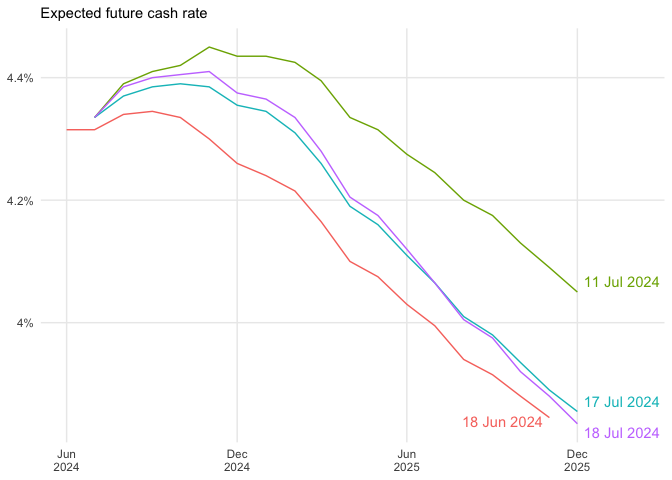 Expected future cash rate
4.4%
4.2%
4%
11 Jul 2024
17 Jul 2024
18 Jun 2024
18 Jul 2024
Jun
2024
Dec
2024
Jun
2025
Dec
2025